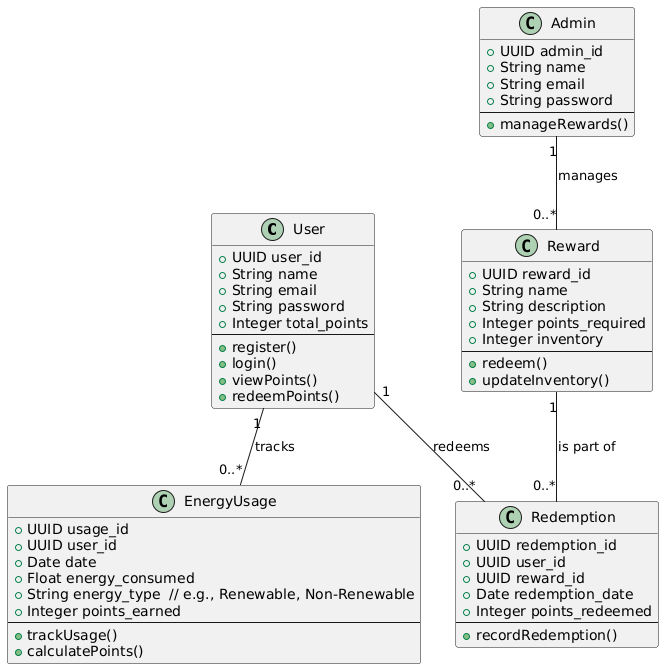 C Admin
UUID admin_id
String name
String email
String password
manageRewards()
1
manages
0..*
C User
UUID user_id
String name
String email
String password
Integer total_points
register()
login()
viewPoints()
redeemPoints()
C Reward
UUID reward_id
String name
String description
Integer points_required
Integer inventory
redeem()
updateInventory()
1
tracks
0..*
1
redeems
0..*
1
is part of
0..*
C EnergyUsage
UUID usage_id
UUID user_id
Date date
Float energy_consumed
String energy_type // e.g., Renewable, Non-Renewable
Integer points_earned
trackUsage()
calculatePoints()
C Redemption
UUID redemption_id
UUID user_id
UUID reward_id
Date redemption_date
Integer points_redeemed
recordRedemption()